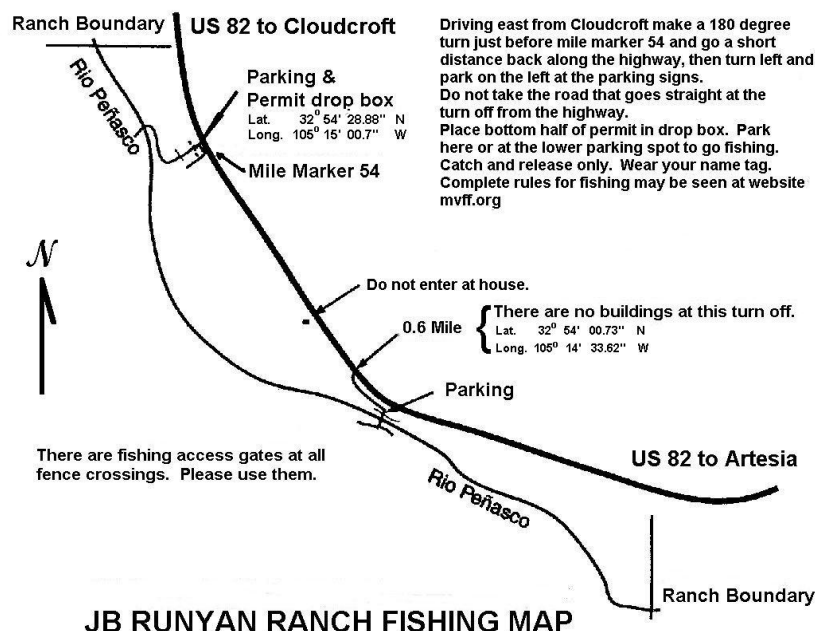 Ranch Boundary
US 82 to Cloudcroft
Rio Peñasco
Parking &
Permit drop box
Lat. 32° 54' 28.88" N
Long. 105° 15' 00.7" W
Mile Marker 54
Driving east from Cloudcroft make a 180 degree
turn just before mile marker 54 and go a short
distance back along the highway, then turn left and
park on the left at the parking signs.
Do not take the road that goes straight at the
turn off from the highway.
Place bottom half of permit in drop box. Park
here or at the lower parking spot to go fishing.
Catch and release only. Wear your name tag.
Complete rules for fishing may be seen at website
mvff.org
N
Do not enter at house.
0.6 Mile
There are no buildings at this turn off.
Lat. 32° 54' 00.73" N
Long. 105° 14' 33.62" W
Parking
There are fishing access gates at all
fence crossings. Please use them.
US 82 to Artesia
Rio Peñasco
Ranch Boundary
JB RUNYAN RANCH FISHING MAP